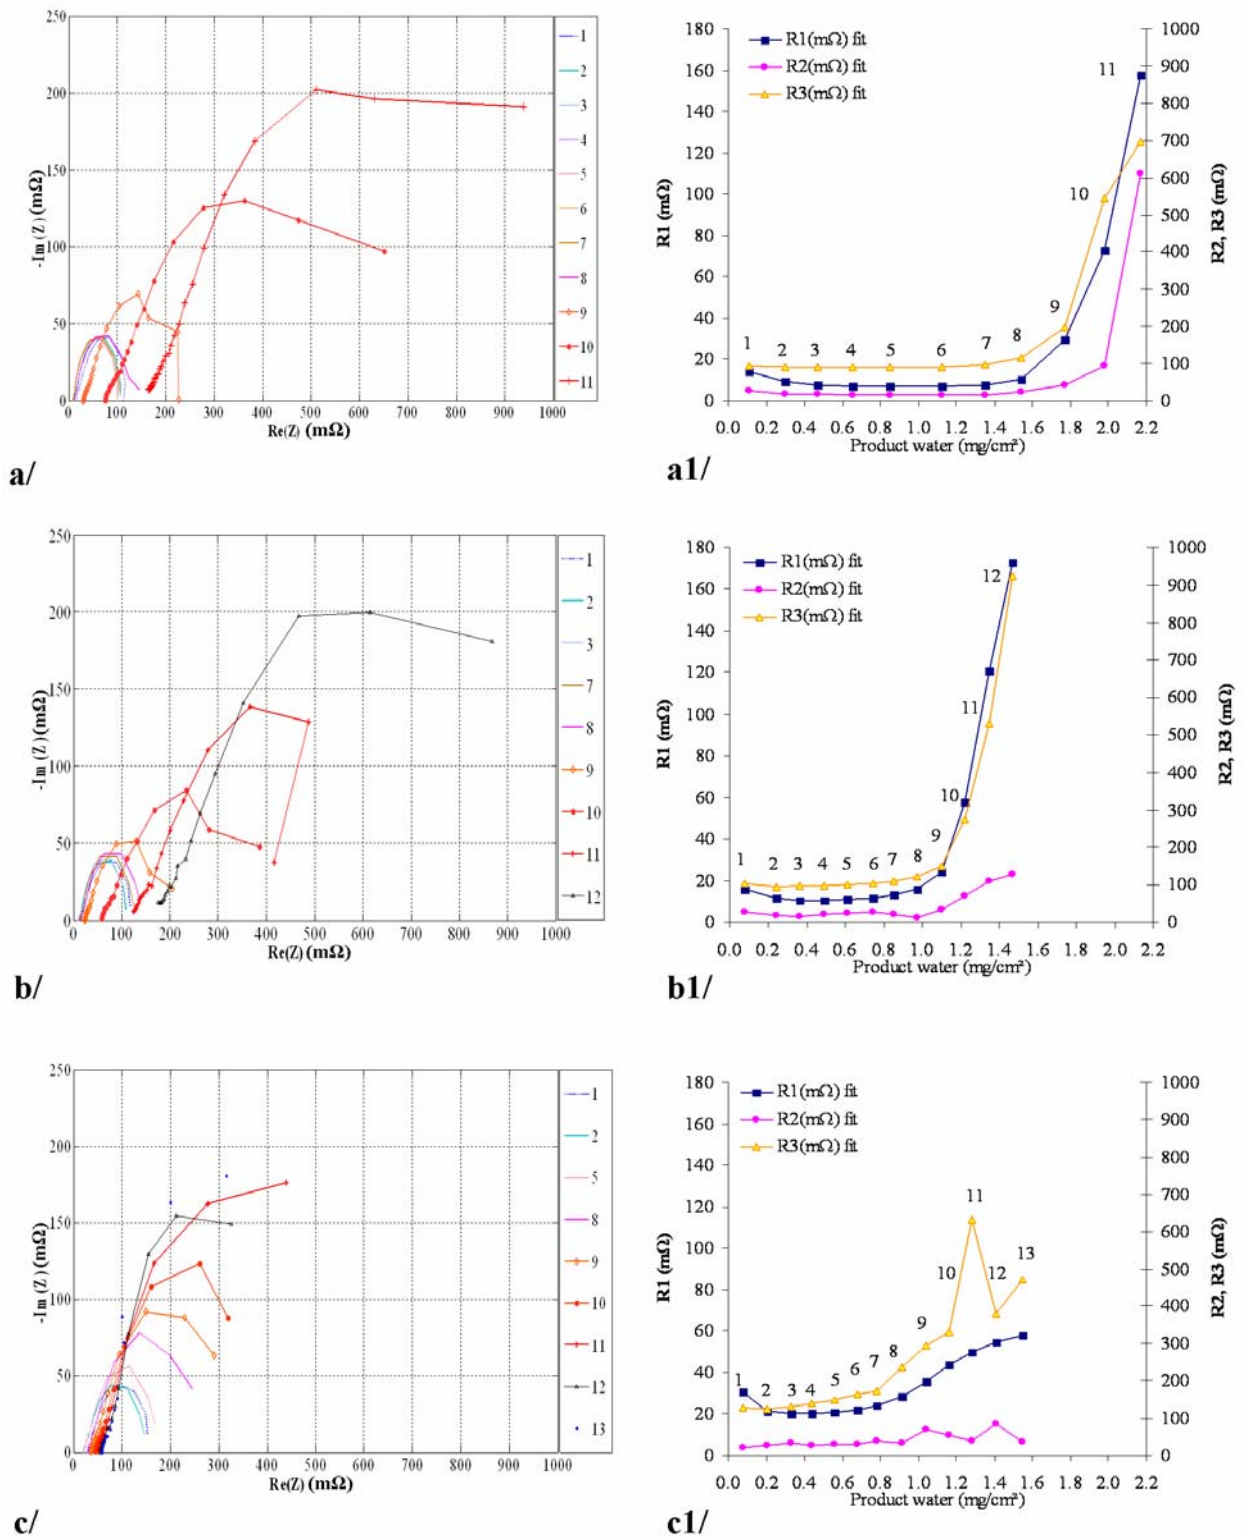 250
200
150
100
50
0
-Im (Z) (mΩ)
0 100 200 300 400 500 600 700 800 900 1000
Re(Z) (mΩ)
1
2
3
4
5
6
7
8
9
10
11
a/
180
160
140
120
100
80
60
40
20
0
R1 (mΩ)
R1(mΩ) fit
R2(mΩ) fit
R3(mΩ) fit
1 2 3 4 5 6 7 8 9 10 11
1000
900
800
700
600
500
400
300
200
100
0
R2, R3 (mΩ)
0.0 0.2 0.4 0.6 0.8 1.0 1.2 1.4 1.6 1.8 2.0 2.2
Product water (mg/cm²)
a1/
250
200
150
100
50
0
-Im (Z) (mΩ)
0 100 200 300 400 500 600 700 800 900 1000
Re(Z) (mΩ)
1
2
3
7
8
9
10
11
12
b/
180
160
140
120
100
80
60
40
20
0
R1 (mΩ)
R1(mΩ) fit
R2(mΩ) fit
R3(mΩ) fit
1 2 3 4 5 6 7 8 9 10 11 12
1000
900
800
700
600
500
400
300
200
100
0
R2, R3 (mΩ)
0.0 0.2 0.4 0.6 0.8 1.0 1.2 1.4 1.6 1.8 2.0 2.2
Product water (mg/cm²)
b1/
250
200
150
100
50
0
-Im (Z) (mΩ)
0 100 200 300 400 500 600 700 800 900 1000
Re(Z) (mΩ)
1
2
5
8
9
10
11
12
13
c/
180
160
140
120
100
80
60
40
20
0
R1 (mΩ)
R1(mΩ) fit
R2(mΩ) fit
R3(mΩ) fit
1 2 3 4 5 6 7 8 9 10 11 12 13
1000
900
800
700
600
500
400
300
200
100
0
R2, R3 (mΩ)
0.0 0.2 0.4 0.6 0.8 1.0 1.2 1.4 1.6 1.8 2.0 2.2
Product water (mg/cm²)
c1/